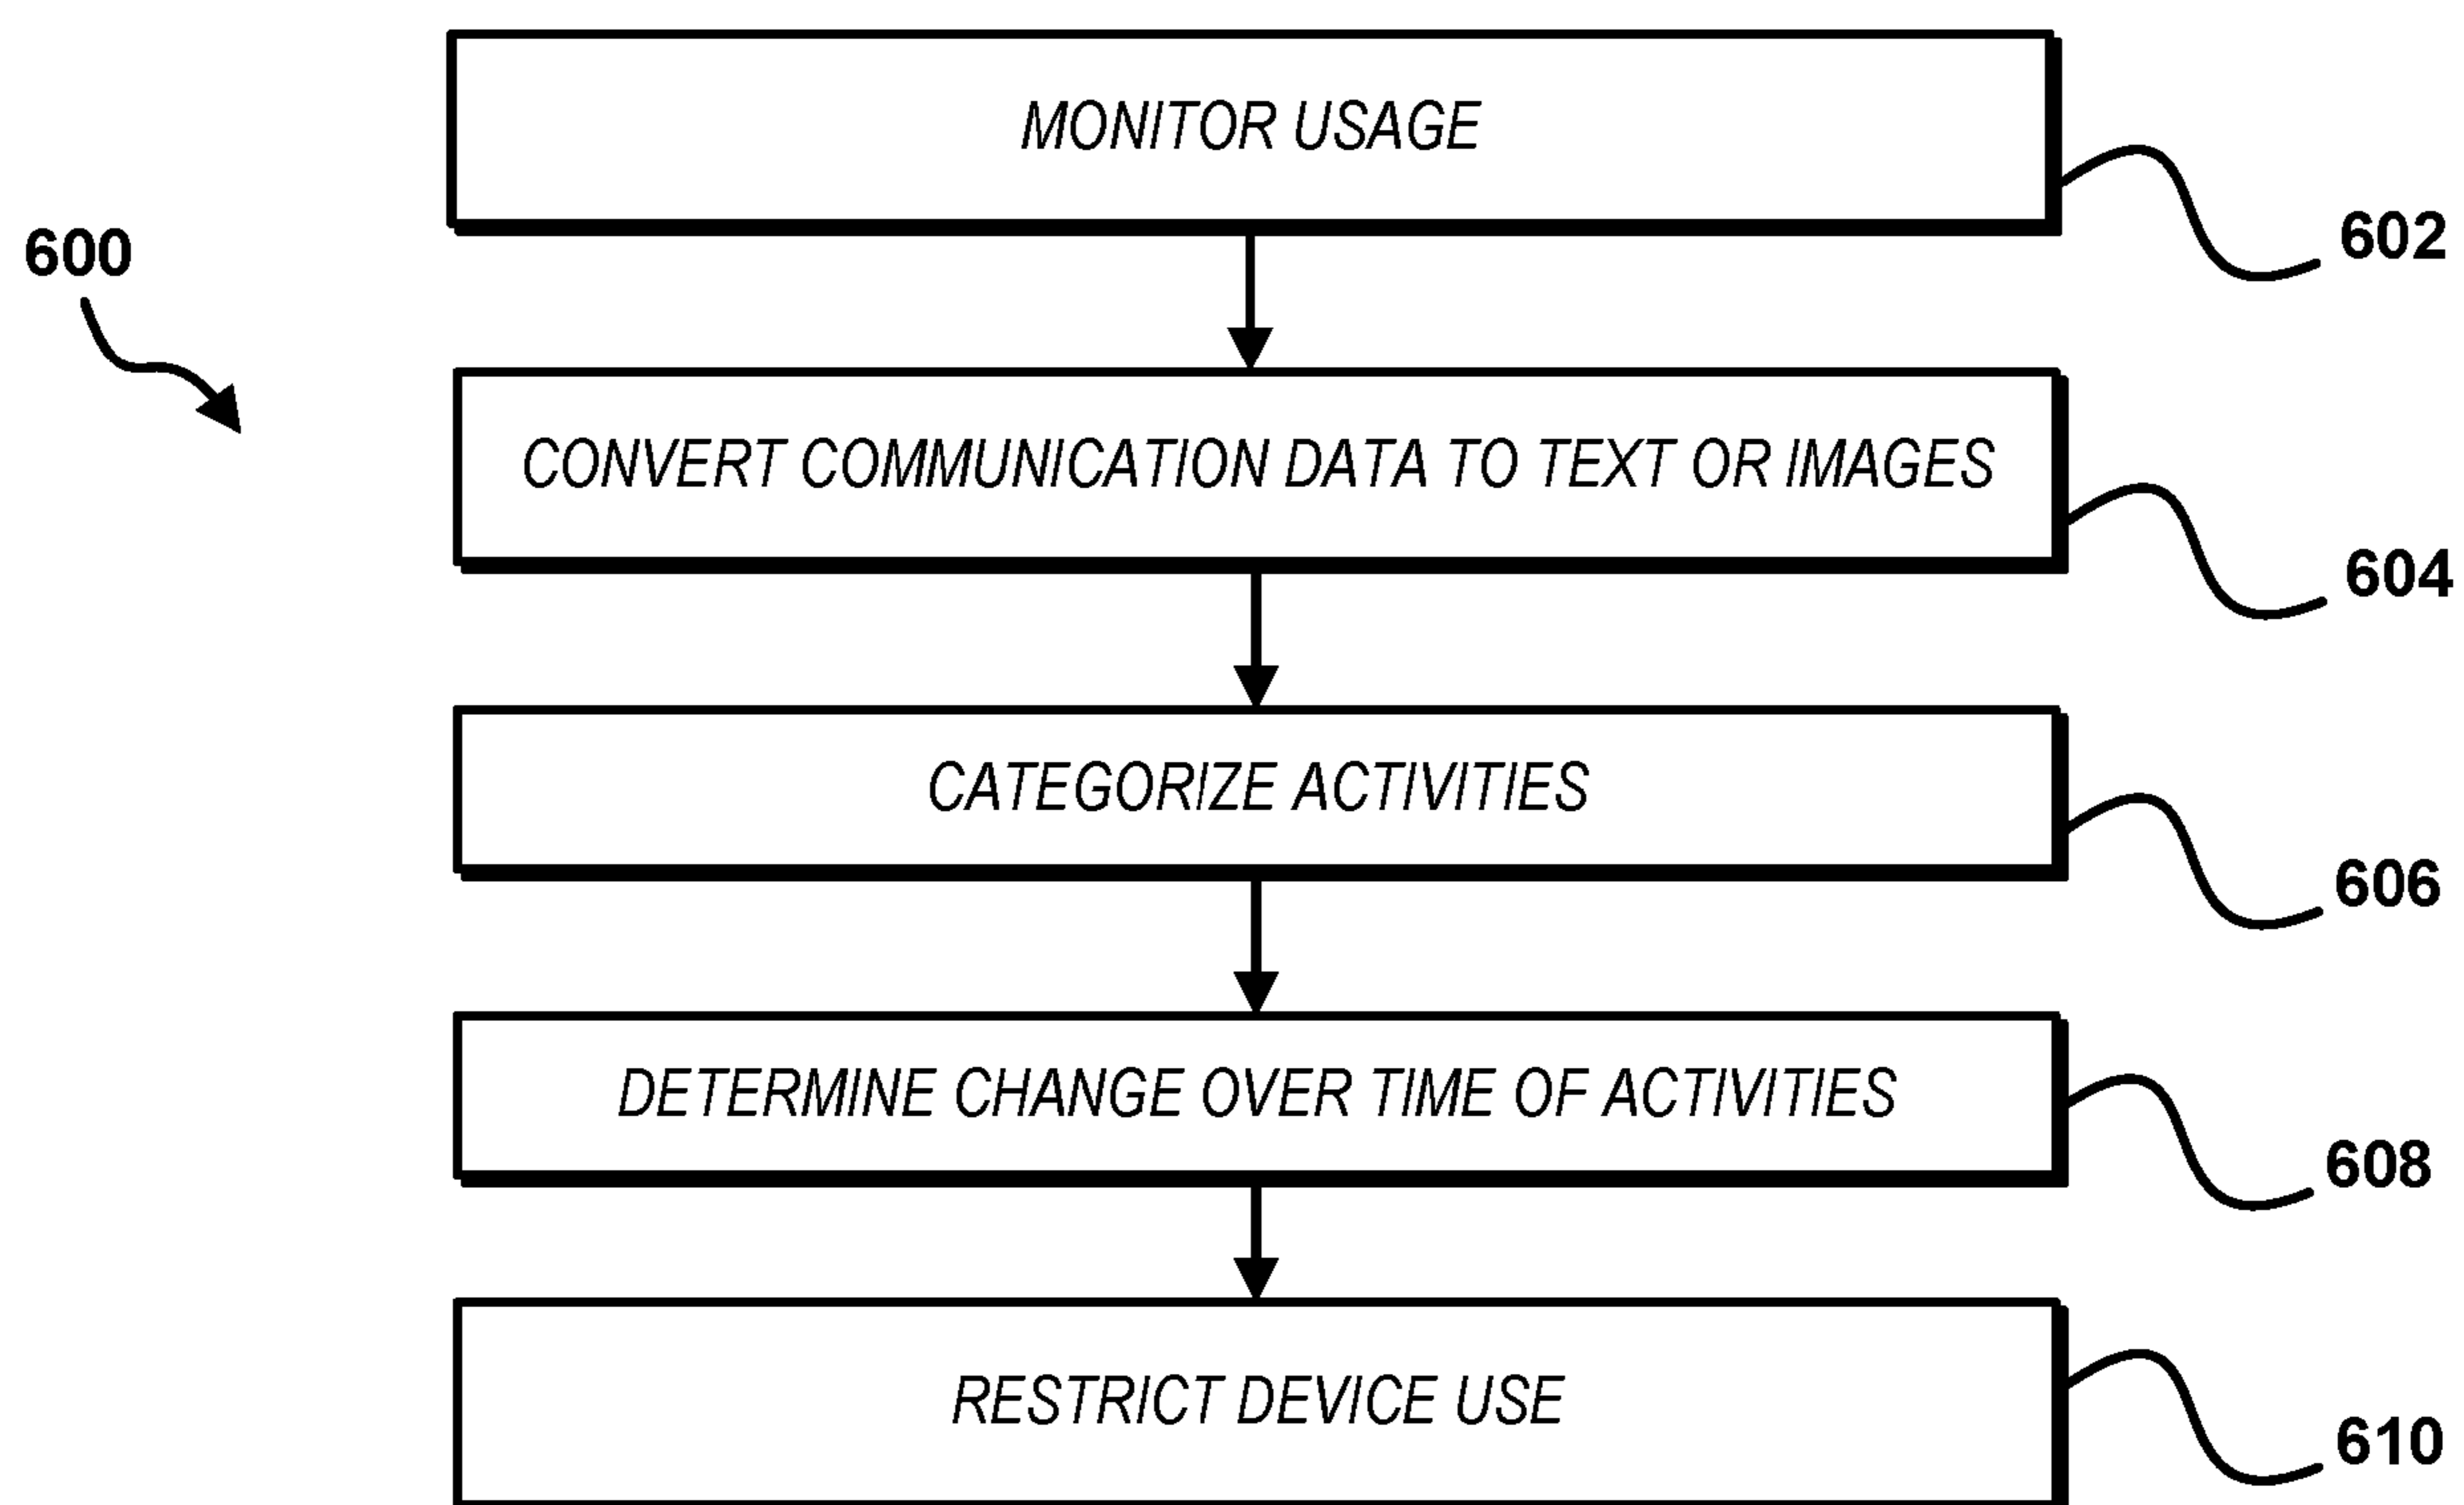 MONITOR USAGE
602
600
CONVERT COMMUNICATION DATA TO TEXT OR IMAGES
604
CATEGORIZE ACTIVITIES
606
DETERMINE CHANGE OVER TIME OF ACTIVITIES
608
RESTRICT DEVICE USE
610